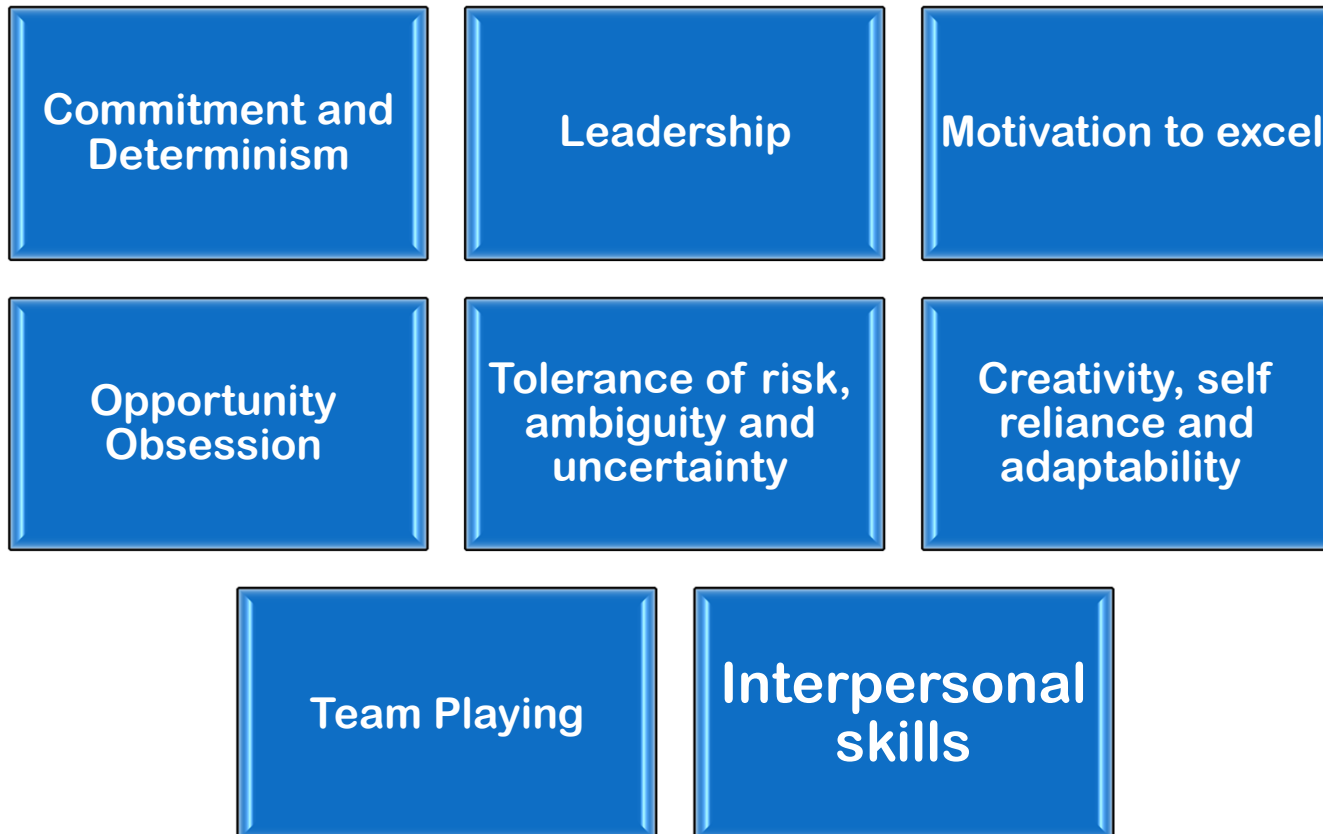 Commitment and
Determinism
Leadership
Motivation to excel
Opportunity
Obsession
Tolerance of risk,
ambiguity and
uncertainty
Creativity, self
reliance and
adaptability
Team Playing
Interpersonal
skills